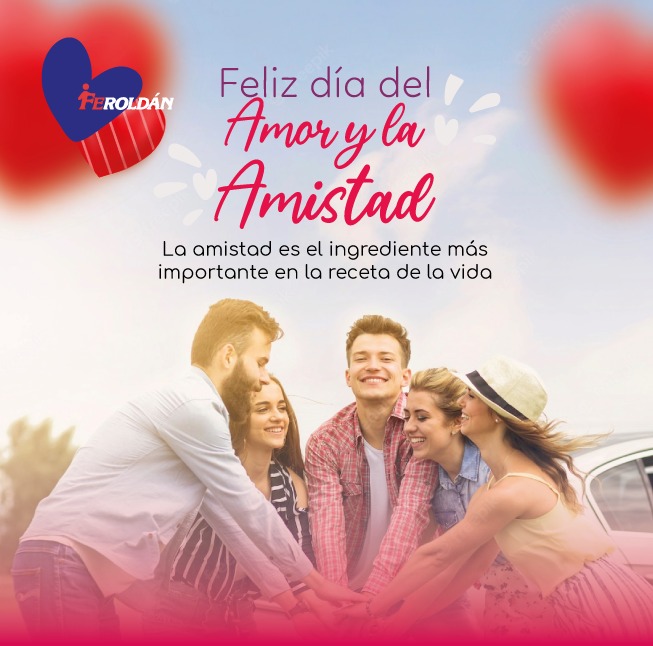 FEROLDÁN
Feliz día del
Amor y la
Amistad
La amistad es el ingrediente más
importante en la receta de la vida